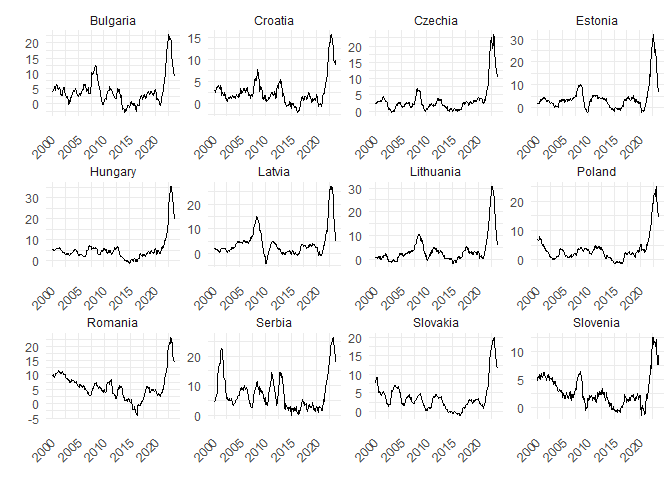 Bulgaria Croatia Czechia Estonia
20 15 10 5 0
15 10 5 0
20 15 10 5 0
30 20 10 0
2000 2005 2010 2015 2020 2000 2005 2010 2015 2020 2000 2005 2010 2015 2020 2000 2005 2010 2015 2020
Hungary Latvia Lithuania Poland
30 20 10 0
20 10 0
30 20 10 0
20 10 0
2000 2005 2010 2015 2020 2000 2005 2010 2015 2020 2000 2005 2010 2015 2020 2000 2005 2010 2015 2020
Romania Serbia Slovakia Slovenia
20 15 10 5 0 -5
20 10 0
20 15 10 5 0
10 5 0
2000 2005 2010 2015 2020 2000 2005 2010 2015 2020 2000 2005 2010 2015 2020 2000 2005 2010 2015 2020